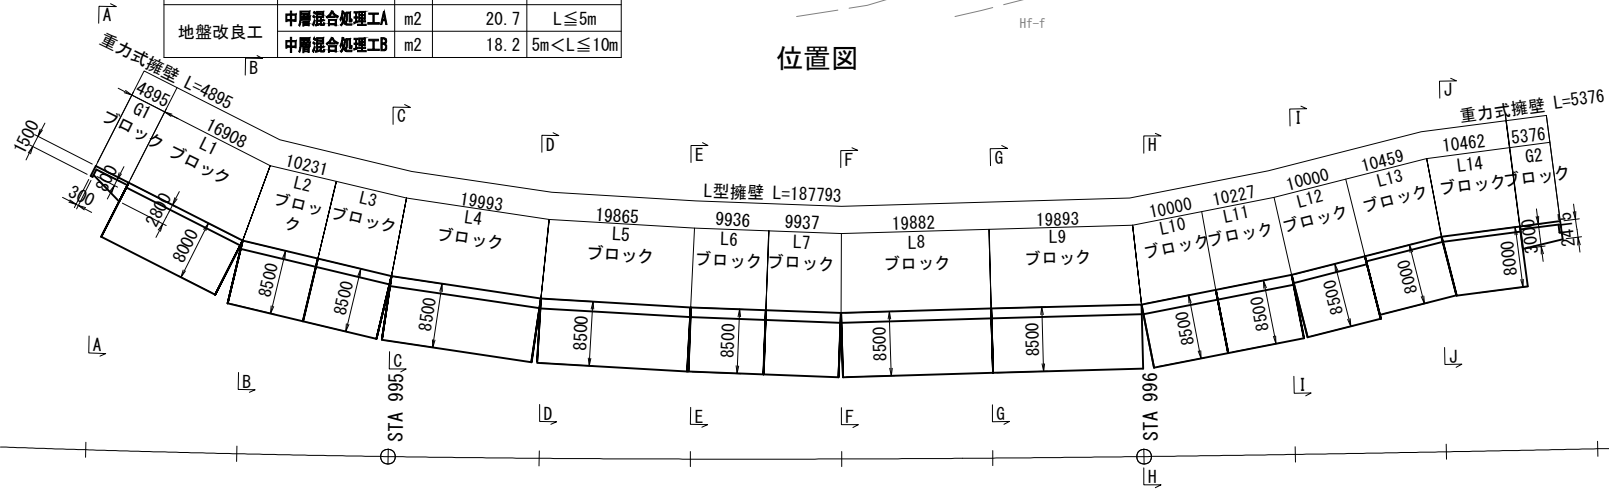 地盤改良工
中層混合処理工A m2 20.7 L≦5m
中層混合処理工B m2 18.2 5m<L≦10m
Hf-f
位置図
A
B
C
D
E
F
G
H
I
J
重力式擁壁 L=4895
L型擁壁 L=187793
重力式擁壁 L=5376
4895
16908
10231
19993
19865
9936
9937
19882
19893
10000
10227
10000
10459
10462
5376
G1
ブロック
L1
ブロック
L2
ブロック
L3
ブロック
L4
ブロック
L5
ブロック
L6
ブロック
L7
ブロック
L8
ブロック
L9
ブロック
L10
ブロック
L11
ブロック
L12
ブロック
L13
ブロック
L14
ブロック
G2
ブロック
1500
300
800
2800
8000
8500
8500
8500
8500
8500
8500
8500
8500
8500
8500
8000
8000
3000
2415
A
B
C
D
E
F
G
H
I
J
STA 995
STA 996